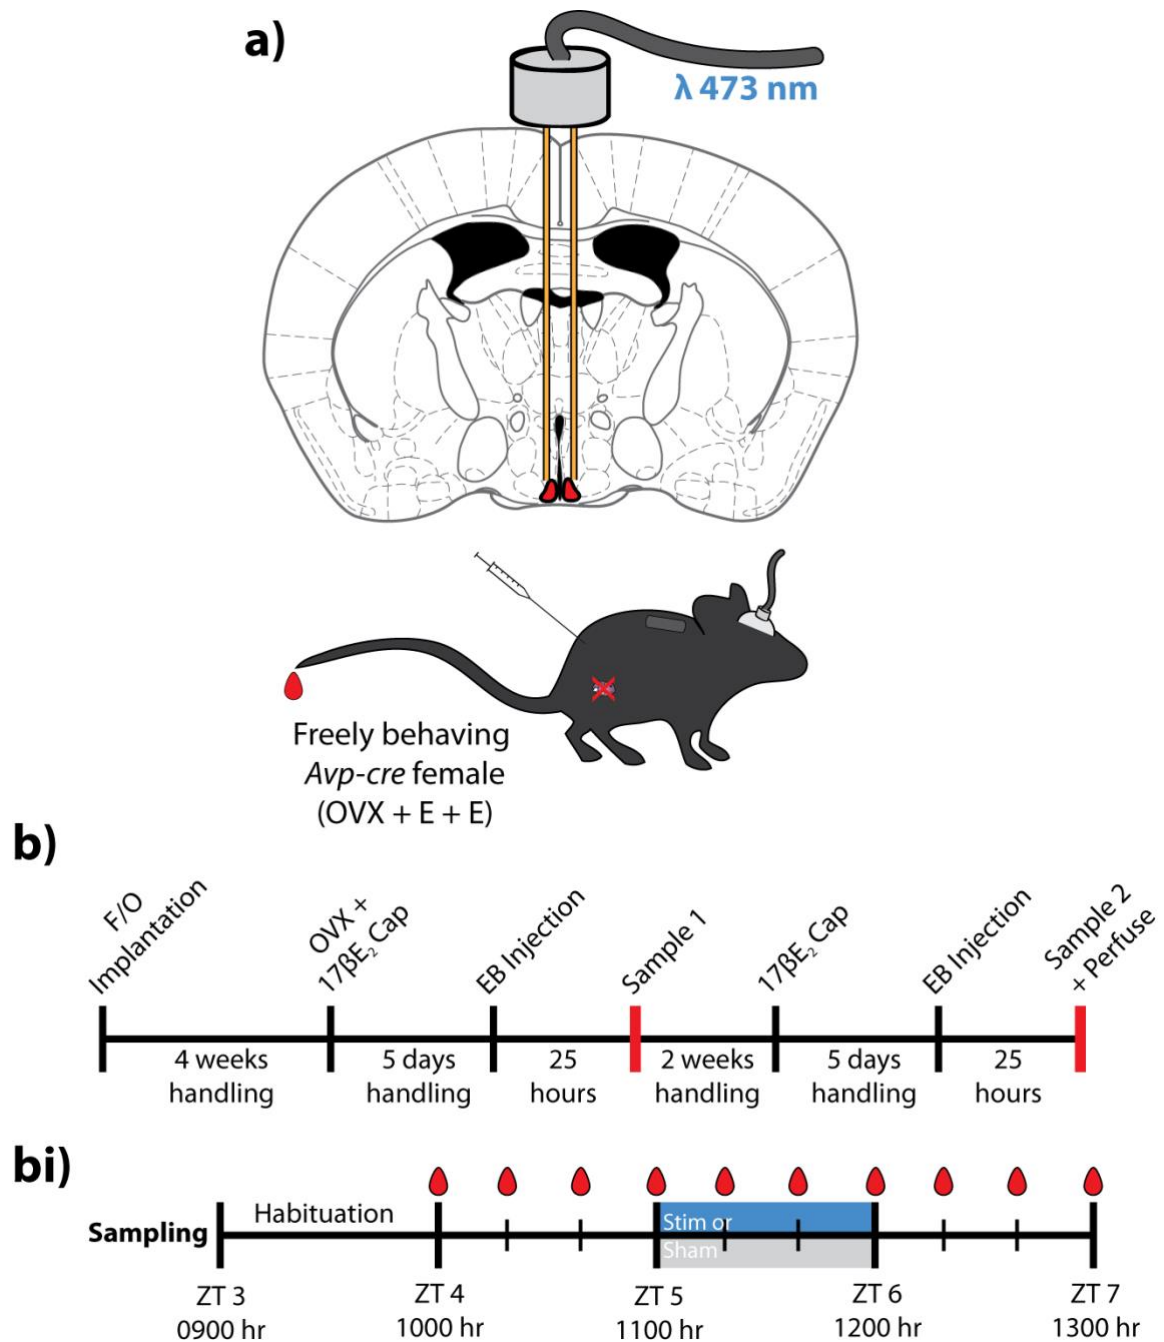 a)
λ 473 nm
Freely behaving
Avp-cre female
(OVX + E + E)
b)
F/O
Implantation
OVX +
17βE₂ Cap
EB Injection
Sample 1
17βE₂ Cap
EB Injection
Sample 2
+ Perfuse
4 weeks
handling
5 days
handling
25
hours
2 weeks
handling
5 days
handling
25
hours
bi)
Sampling
Habituation
Stim or
Sham
ZT 3
0900 hr
ZT 4
1000 hr
ZT 5
1100 hr
ZT 6
1200 hr
ZT 7
1300 hr